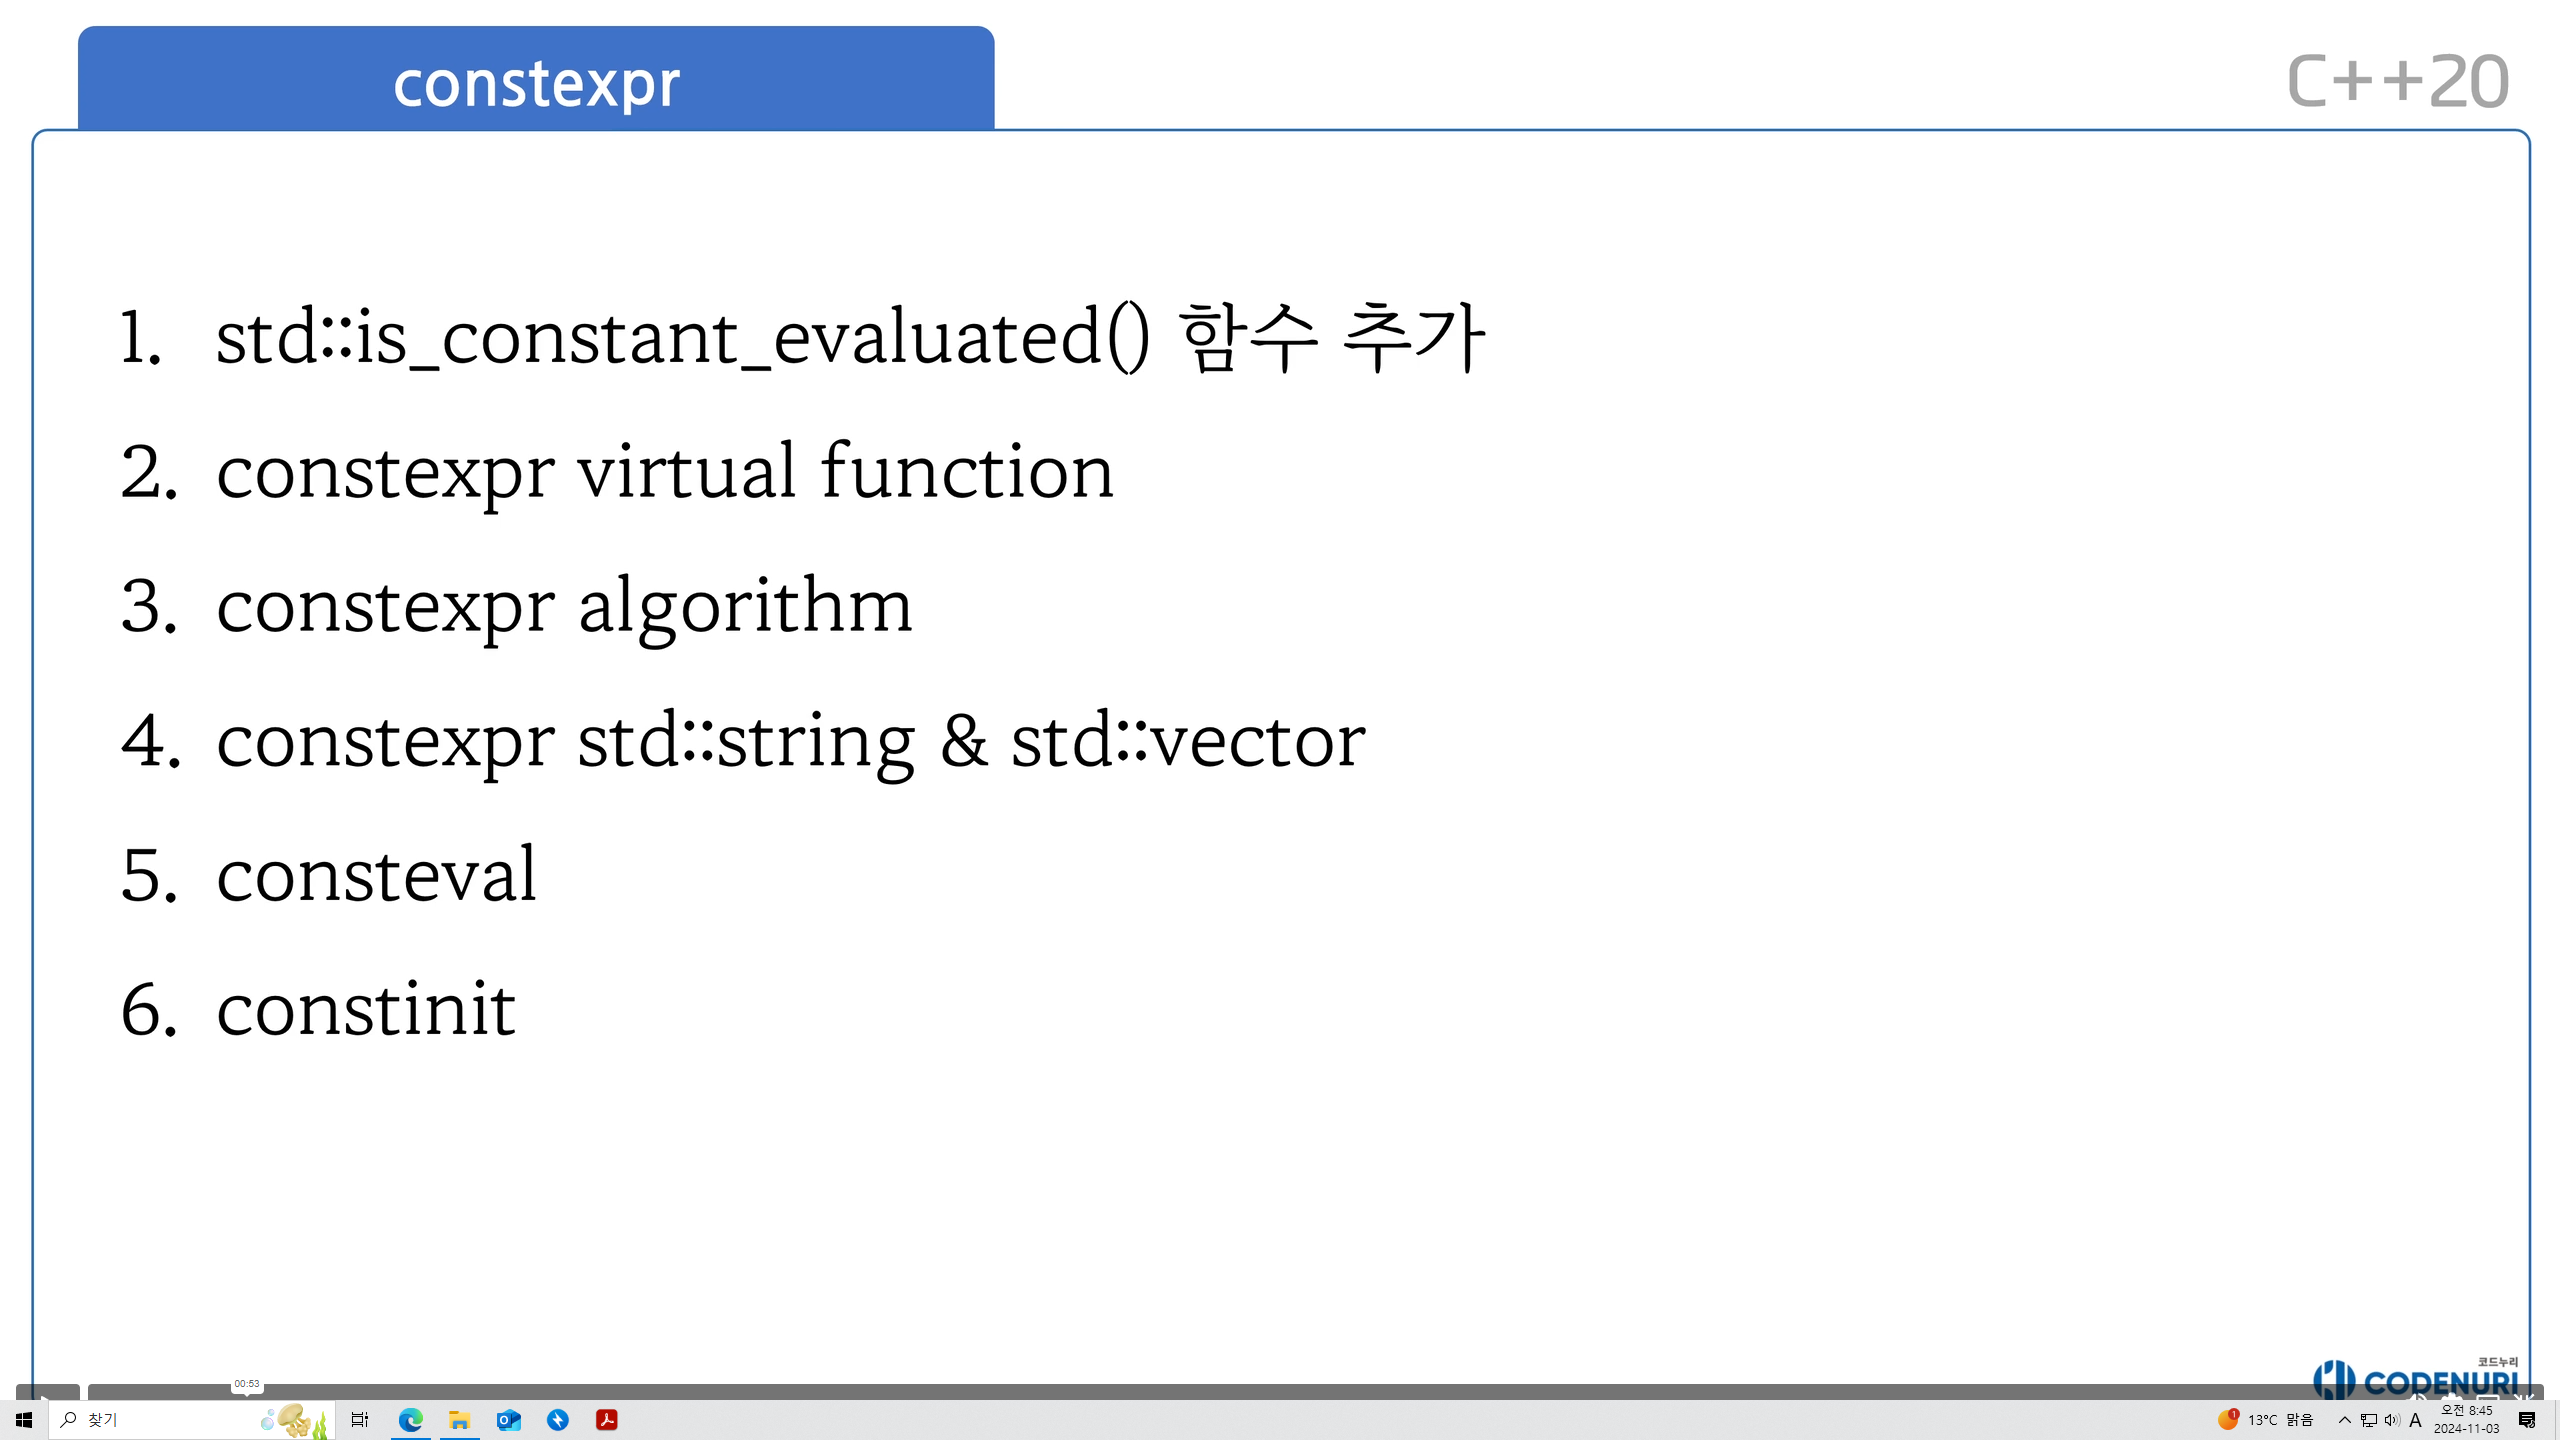 constexpr
C++20
1. std::is_constant_evaluated() 함수 추가
2. constexpr virtual function
3. constexpr algorithm
4. constexpr std::string & std::vector
5. consteval
6. constinit
코드누리
CODENURI
00:53
찾기
1
13°C 맑음
A
오전 8:45
2024-11-03